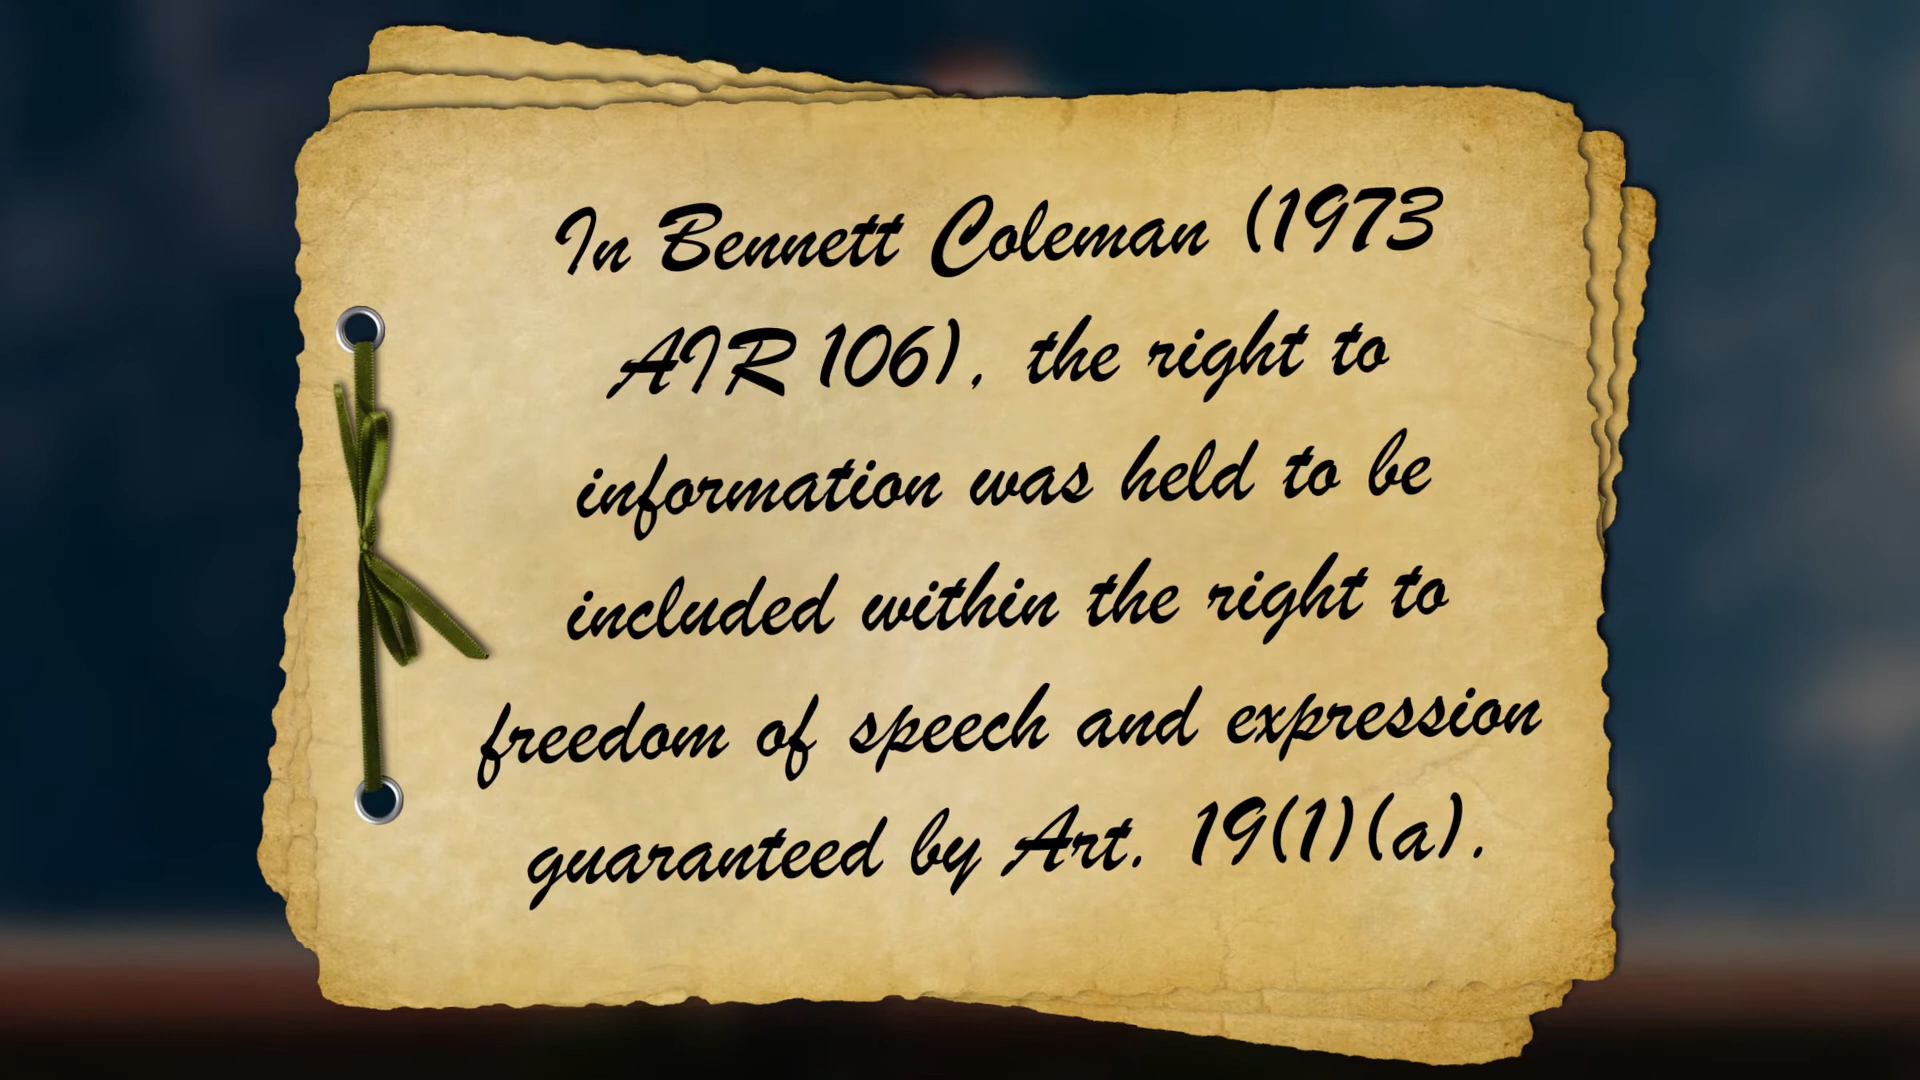 In Bennett Coleman (1973
AIR 106), the right to
information was held to be
included within the right to
freedom of speech and expression
guaranteed by Art. 19(1)(a).